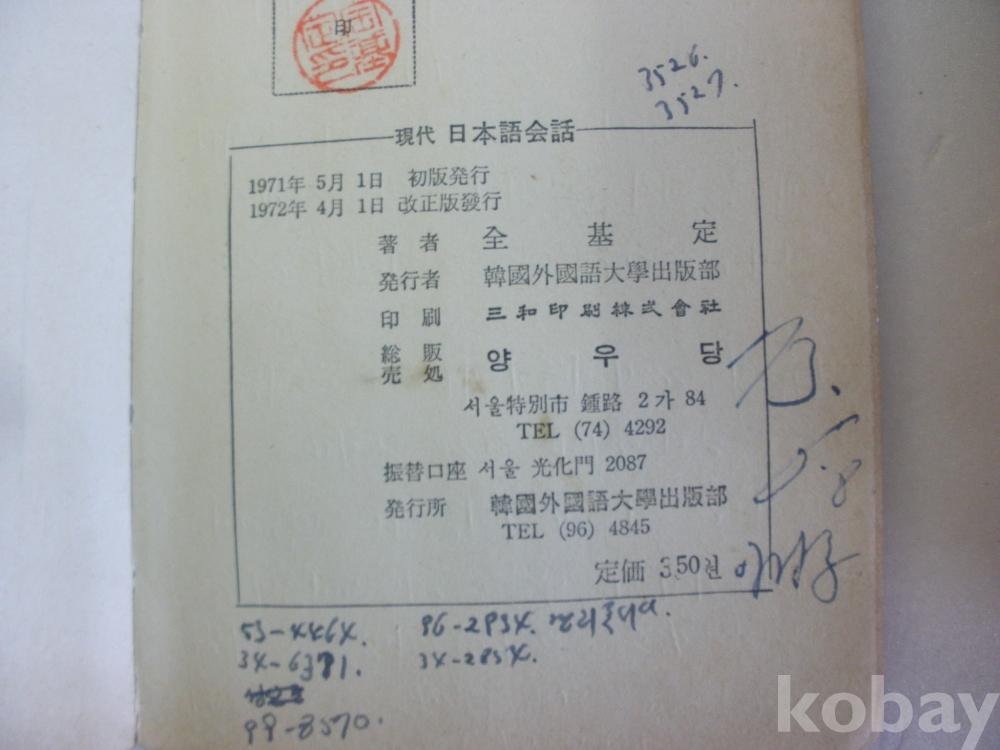 印
3526.
3527.
現代 日本語会話
1971年 5月 1日 初版発行
1972年 4月 1日 改正版發行
著者 全基定
発行者 韓國外國語大學出版部
印刷 三和印刷株式會社
総販売処 양우당
서울特別市 鍾路 2가 84
TEL (74) 4292
振替口座 서울 光化門 2087
発行所 韓國外國語大學出版部
TEL (96) 4845
定価 350원
53-4464. 96-2834.
34-6371. 34-2834.
99-8570.
kobay